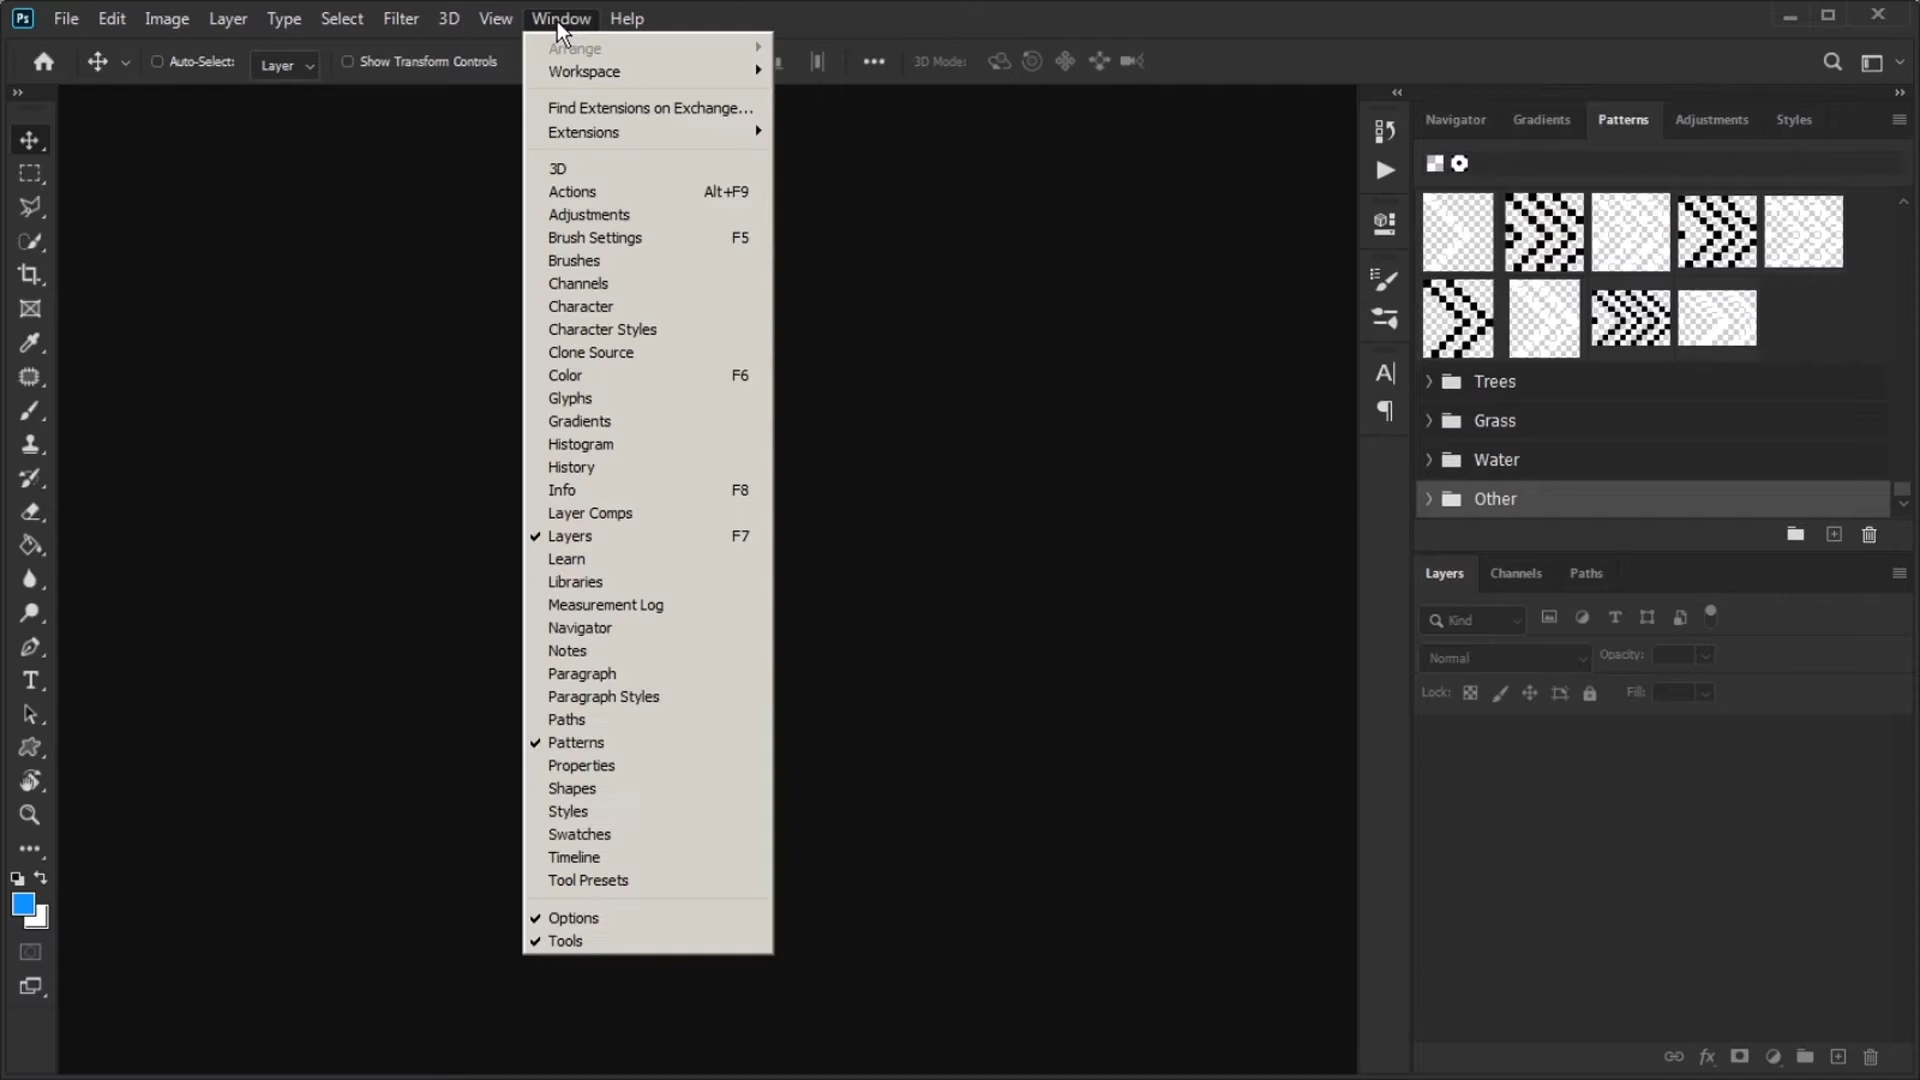 Ps File Edit Image Layer Type Select Filter 3D View Window Help
Auto-Select: Layer Show Transform Controls 3D Mode:
Arrange
Workspace
Find Extensions on Exchange...
Extensions
3D
Actions Alt+F9
Adjustments
Brush Settings F5
Brushes
Channels
Character
Character Styles
Clone Source
Color F6
Glyphs
Gradients
Histogram
History
Info F8
Layer Comps
Layers F7
Learn
Libraries
Measurement Log
Navigator
Notes
Paragraph
Paragraph Styles
Paths
Patterns
Properties
Shapes
Styles
Swatches
Timeline
Tool Presets
Options
Tools
Navigator Gradients Patterns Adjustments Styles
Trees
Grass
Water
Other
Layers Channels Paths
Kind
Normal Opacity:
Lock: Fill: